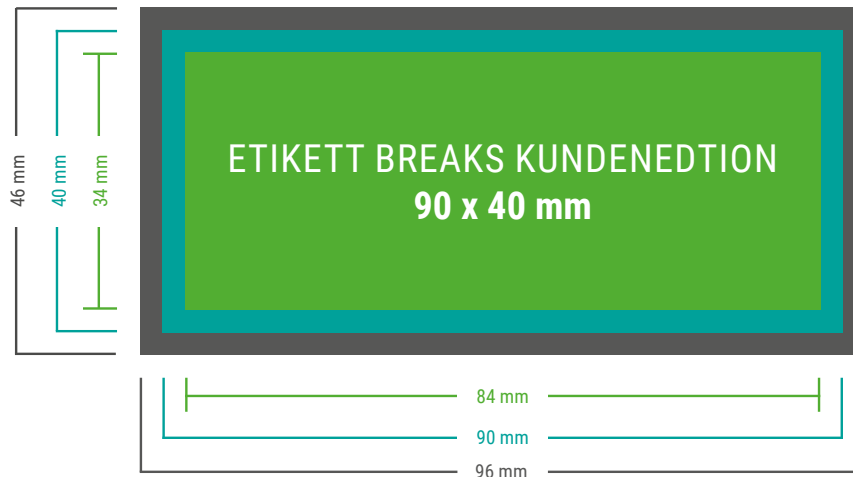 ETIKETT BREAKS KUNDENEDTION
90 x 40 mm
46 mm
40 mm
34 mm
84 mm
90 mm
96 mm